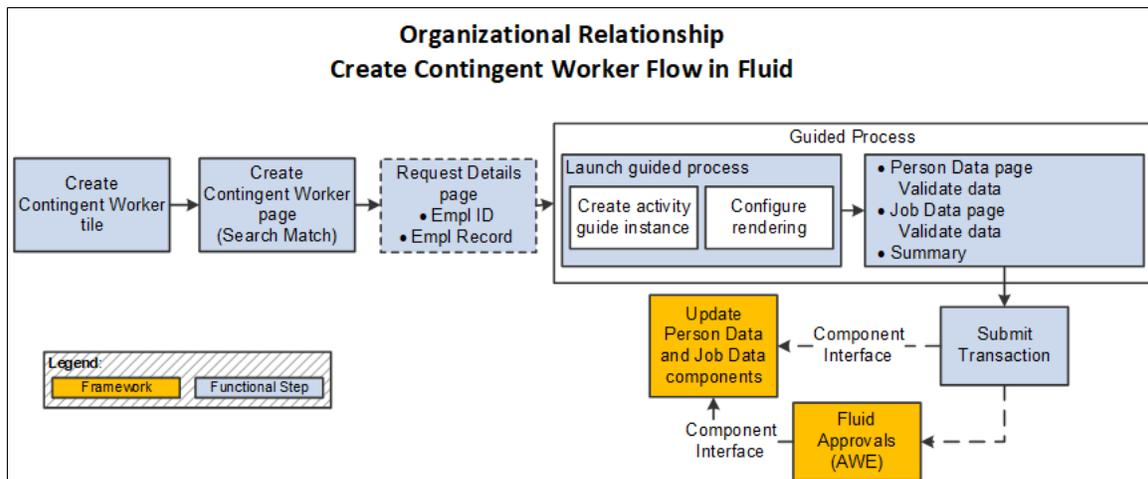 Organizational Relationship
Create Contingent Worker Flow in Fluid
Create
Contingent Worker
tile
Create
Contingent Worker
page
(Search Match)
Request Details
page
• Empl ID
• Empl Record
Guided Process
Launch guided process
Create activity
guide instance
Configure
rendering
• Person Data page
Validate data
• Job Data page
Validate data
• Summary
Submit
Transaction
Component
Interface
Update
Person Data
and Job Data
components
Component
Interface
Fluid
Approvals
(AWE)
Legend:
Framework
Functional Step